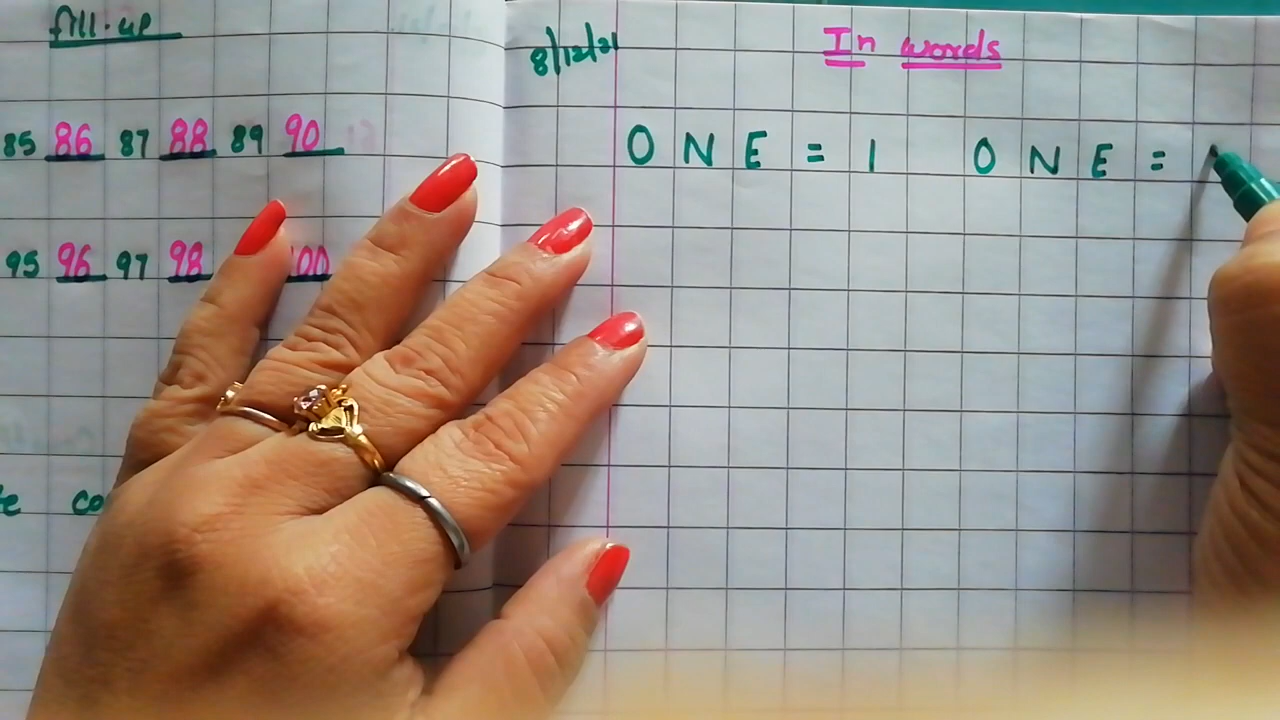 fill-up
85 86 87 88 89 90
95 96 97 98 100
8/12/21
In words
ONE = 1 ONE =